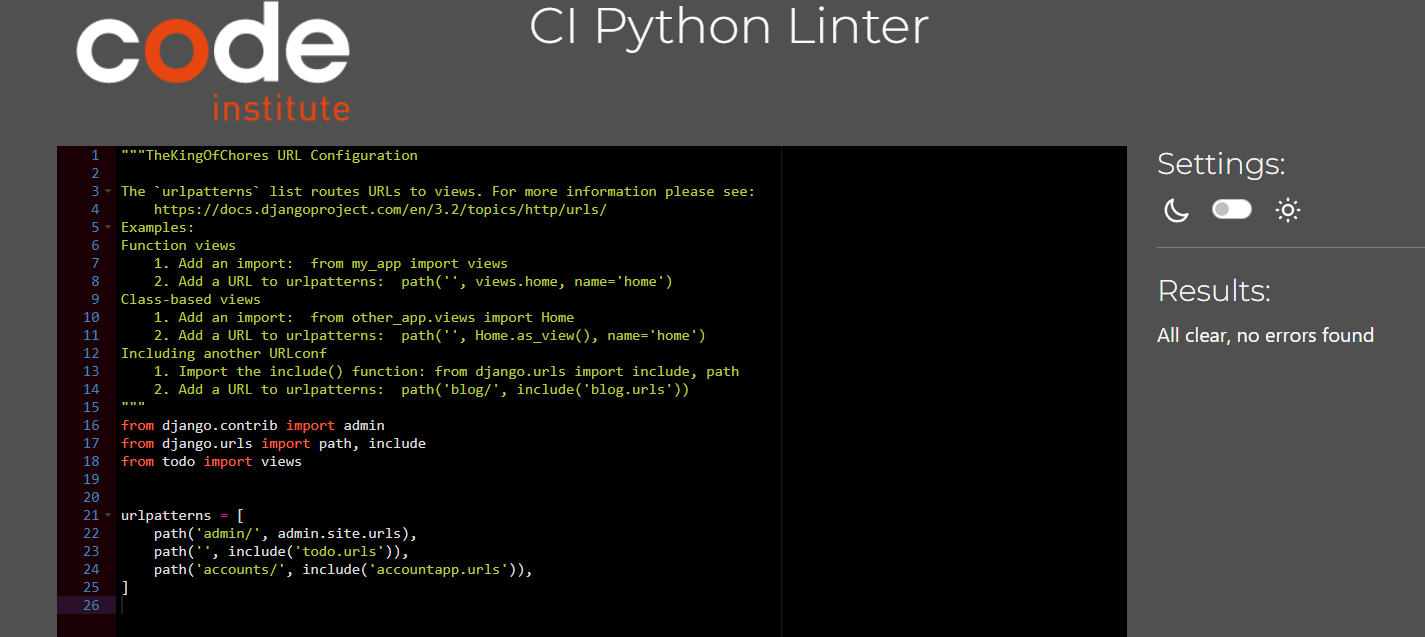 code
institute
CI Python Linter
1 """TheKingOfChores URL Configuration
2
3 The `urlpatterns` list routes URLs to views. For more information please see:
4     https://docs.djangoproject.com/en/3.2/topics/http/urls/
5 Examples:
6 Function views
7     1. Add an import:  from my_app import views
8     2. Add a URL to urlpatterns:  path('', views.home, name='home')
9 Class-based views
10     1. Add an import:  from other_app.views import Home
11     2. Add a URL to urlpatterns:  path('', Home.as_view(), name='home')
12 Including another URLconf
13     1. Import the include() function: from django.urls import include, path
14     2. Add a URL to urlpatterns:  path('blog/', include('blog.urls'))
15 """
16 from django.contrib import admin
17 from django.urls import path, include
18 from todo import views
19
20
21 urlpatterns = [
22     path('admin/', admin.site.urls),
23     path('', include('todo.urls')),
24     path('accounts/', include('accountapp.urls')),
25 ]
26
Settings:
Results:
All clear, no errors found